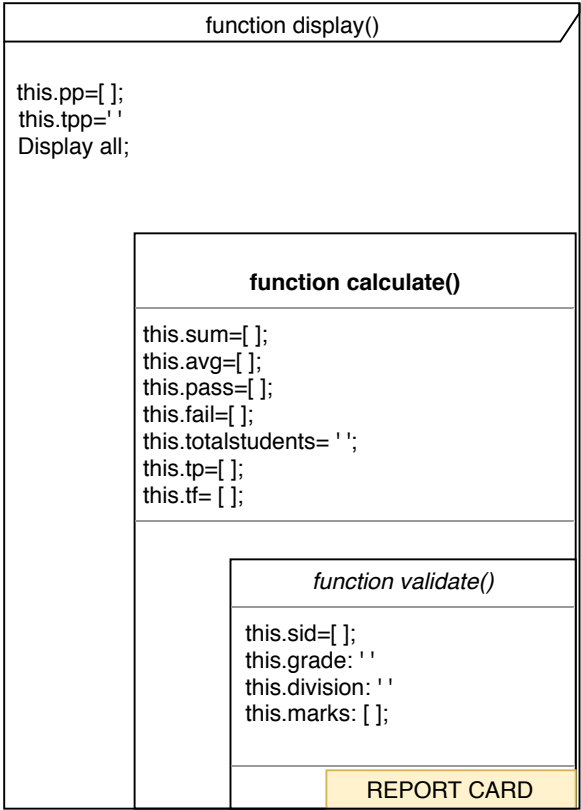 function display()
this.pp=[ ];
this.tpp=' '
Display all;
function calculate()
this.sum=[ ];
this.avg=[ ];
this.pass=[ ];
this.fail=[ ];
this.totalstudents= ' ';
this.tp=[ ];
this.tf= [ ];
function validate()
this.sid=[ ];
this.grade: ' '
this.division: ' '
this.marks: [ ];
REPORT CARD